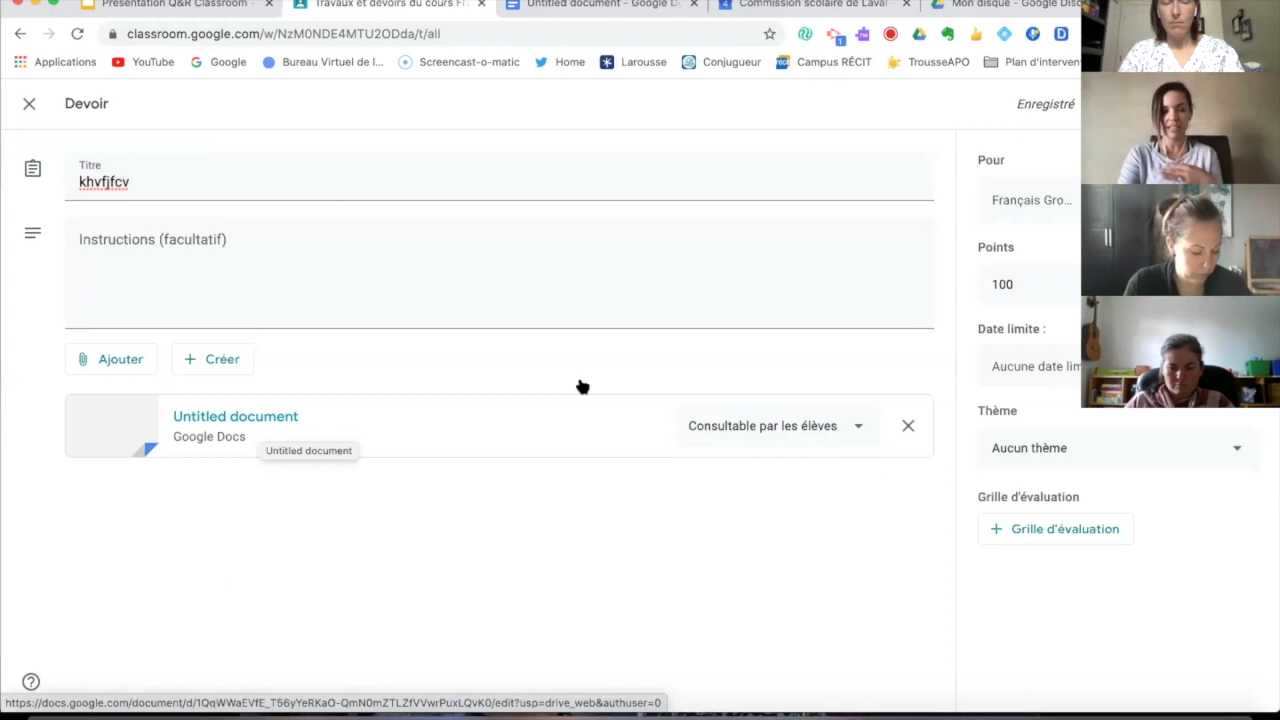 Présentation Q&R Classroom -
Travaux et devoirs du cours
Untitled document - Google D
Commission scolaire de Laval
Mon disque - Google
classroom.google.com/w/NzM0NDE4MTU2ODda/t/all
1
Applications
YouTube
Google
Bureau Virtuel de l...
Screencast-o-matic
Home
Larousse
Conjugueur
Campus RÉCIT
TrousseAPO
Plan d'interven
Devoir
Enregistré
Titre
khvfjfcv
Instructions (facultatif)
Ajouter
Créer
Untitled document
Google Docs
Untitled document
Consultable par les élèves
Pour
Français Gro...
Points
100
Date limite :
Aucune date lim
Thème
Aucun thème
Grille d'évaluation
Grille d'évaluation
https://docs.google.com/document/d/1QqWWaEVfE_T56yYeRKaO-QmN0mZTLZfVVwrPuxLQvK0/edit?usp=drive_web&authuser=0